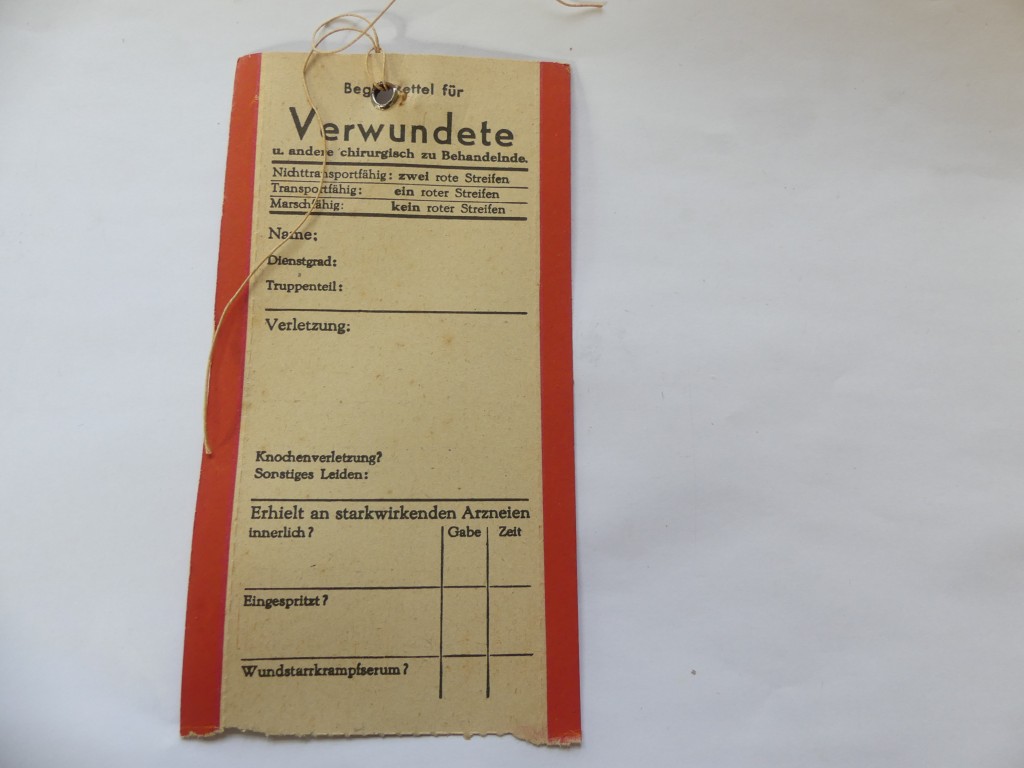 für
Verwundete
u. andere chirurgisch zu Behandelnde.
Nichttransportfähig: zwei rote Streifen
Transportfähig: ein roter Streifen
Marschfähig: kein roter Streifen
Name:
Dienstgrad:
Truppenteil:
Verletzung:
Knochenverletzung?
Sonstiges Leiden:
Erhielt an starkwirkenden Arzneien
innerlich? Gabe Zeit
Eingespritzt?
Wundstarrkrampfserum?